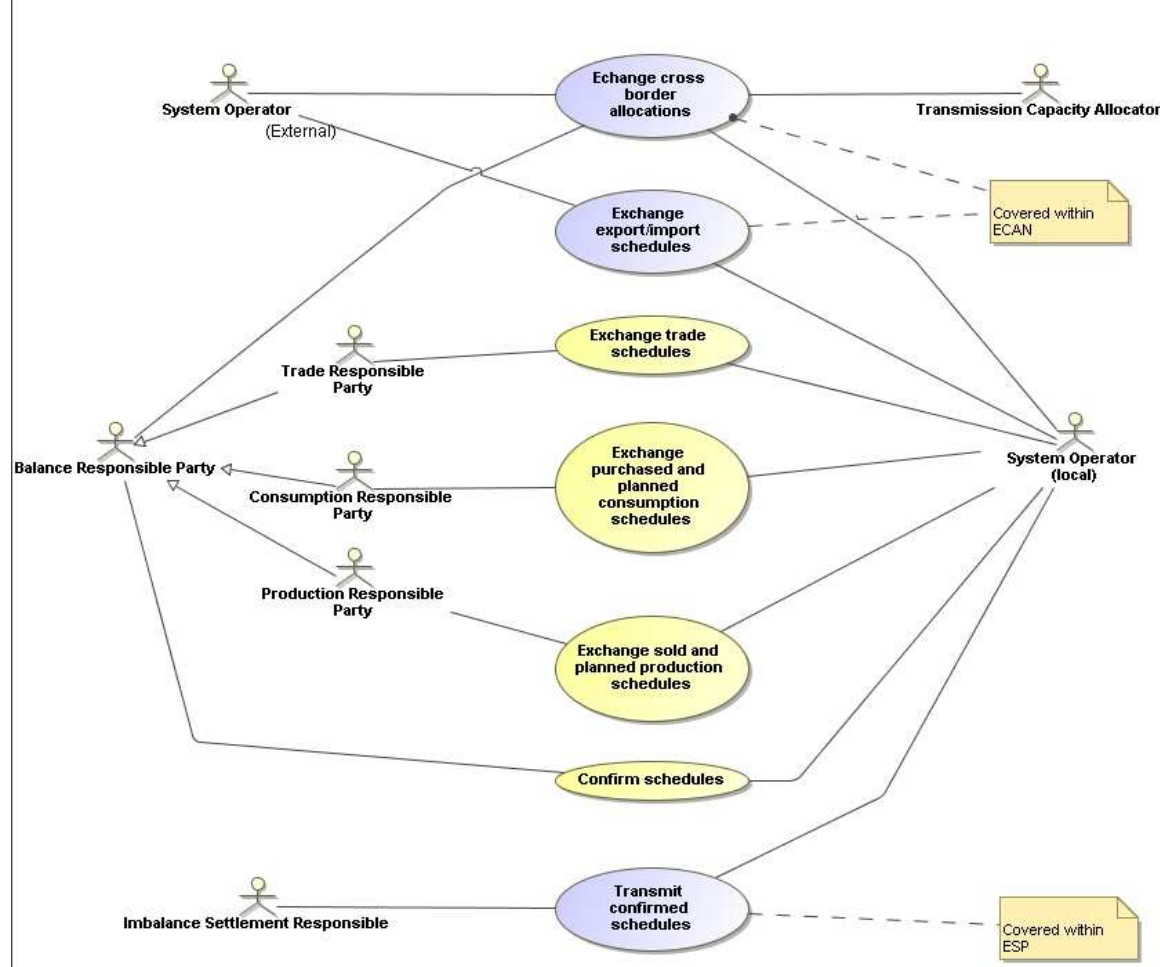 Echange cross
border
allocations
System Operator
(External)
Transmission Capacity Allocator
Exchange
export/import
schedules
Covered within
ECAN
Exchange trade
schedules
Trade Responsible
Party
Balance Responsible Party
Consumption Responsible
Party
Exchange
purchased and
planned
consumption
schedules
System Operator
(local)
Production Responsible
Party
Exchange sold and
planned production
schedules
Confirm schedules
Imbalance Settlement Responsible
Transmit
confirmed
schedules
Covered within
ESP